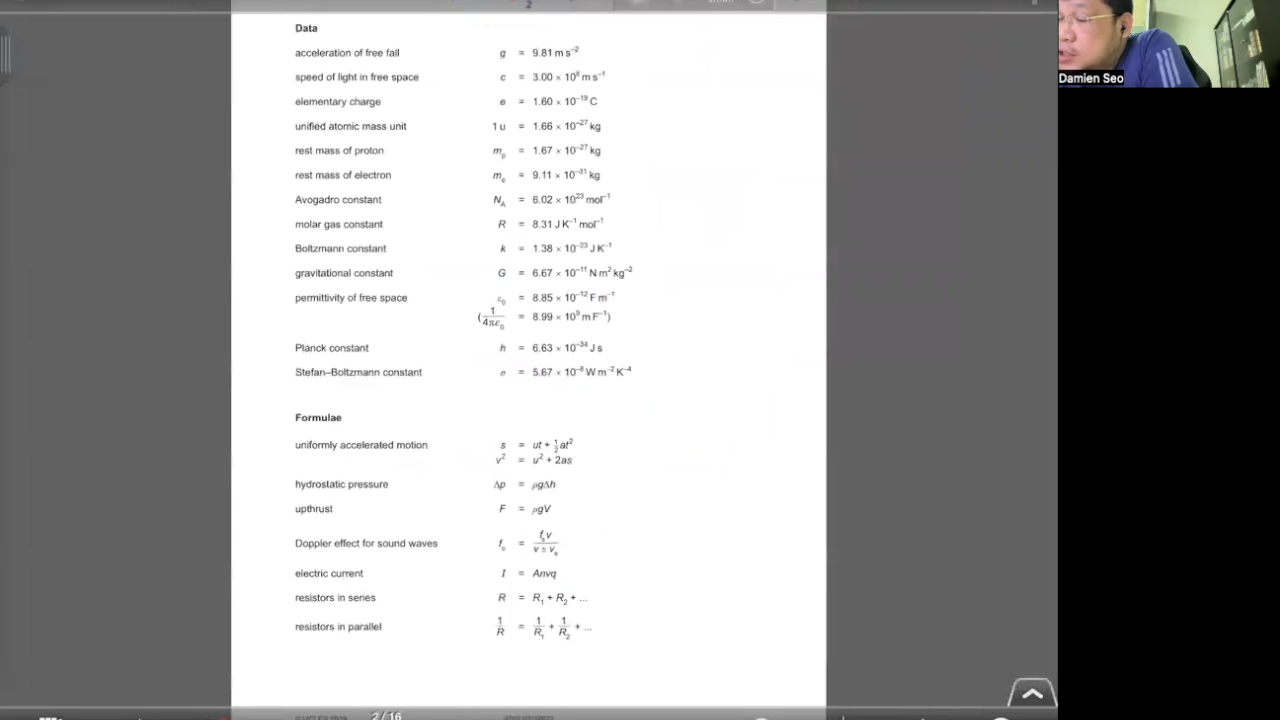 2
Data
acceleration of free fall g = 9.81 m s⁻²
speed of light in free space c = 3.00 × 10⁸ m s⁻¹
elementary charge e = 1.60 × 10⁻¹⁹ C
unified atomic mass unit 1 u = 1.66 × 10⁻²⁷ kg
rest mass of proton mₚ = 1.67 × 10⁻²⁷ kg
rest mass of electron mₑ = 9.11 × 10⁻³¹ kg
Avogadro constant N_A = 6.02 × 10²³ mol⁻¹
molar gas constant R = 8.31 J K⁻¹ mol⁻¹
Boltzmann constant k = 1.38 × 10⁻²³ J K⁻¹
gravitational constant G = 6.67 × 10⁻¹¹ N m² kg⁻²
permittivity of free space ε₀ = 8.85 × 10⁻¹² F m⁻¹
(1/4πε₀ = 8.99 × 10⁹ m F⁻¹)
Planck constant h = 6.63 × 10⁻³⁴ J s
Stefan–Boltzmann constant σ = 5.67 × 10⁻⁸ W m⁻² K⁻⁴
Formulae
uniformly accelerated motion s = ut + ½at²
v² = u² + 2as
hydrostatic pressure Δp = ρgΔh
upthrust F = ρgV
Doppler effect for sound waves fₒ = fₛv / v ± vₛ
electric current I = Anvq
resistors in series R = R₁ + R₂ + ...
resistors in parallel 1/R = 1/R₁ + 1/R₂ + ...
2/16
Damien Seo